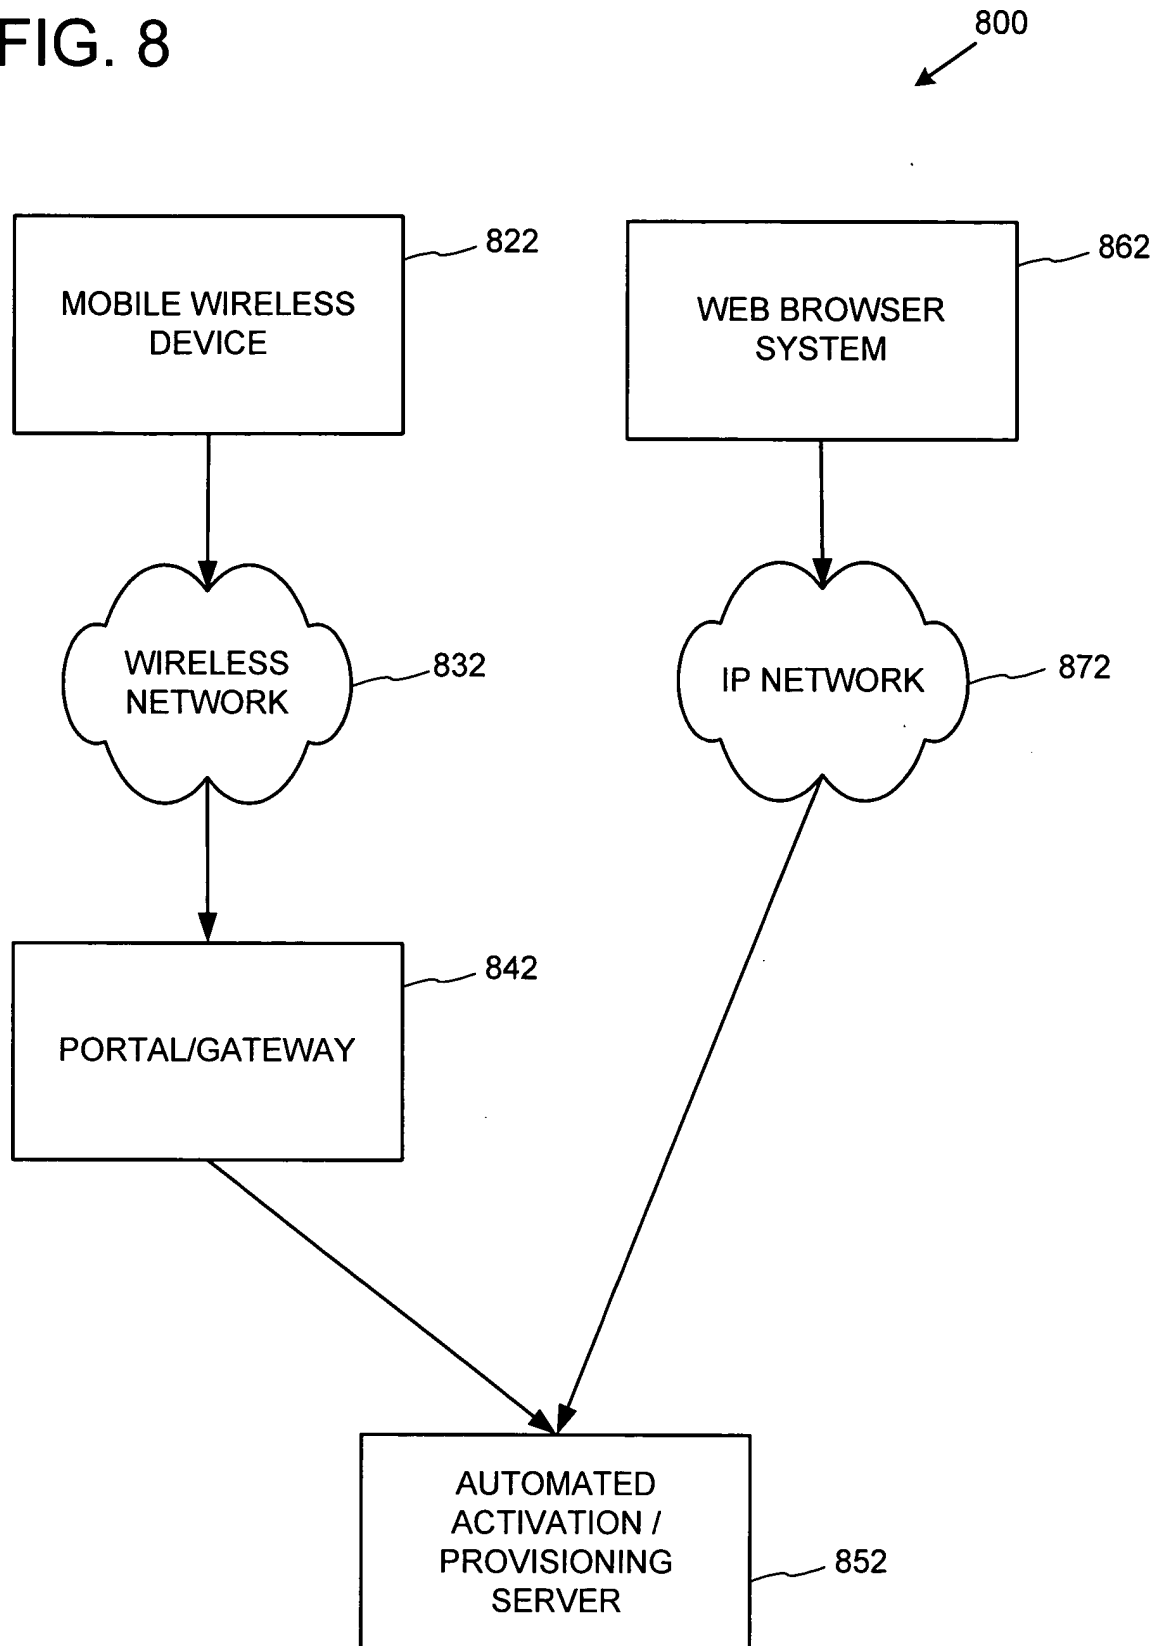 FIG. 8
800
MOBILE WIRELESS
DEVICE
822
WEB BROWSER
SYSTEM
862
WIRELESS
NETWORK
832
IP NETWORK
872
PORTAL/GATEWAY
842
AUTOMATED
ACTIVATION /
PROVISIONING
SERVER
852